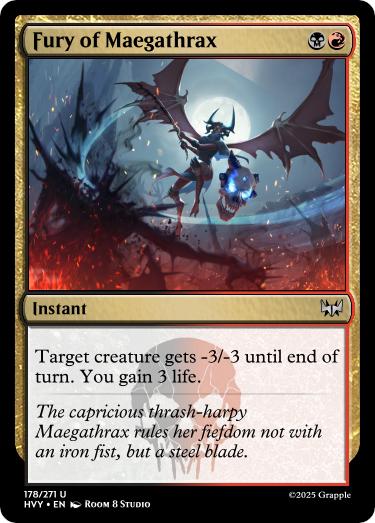 Fury of Maegathrax
Instant
Target creature gets -3/-3 until end of
turn. You gain 3 life.
The capricious thrash-harpy
Maegathrax rules her fiefdom not with
an iron fist, but a steel blade.
178/271 U
HVY • EN Room 8 Studio
©2025 Grapple